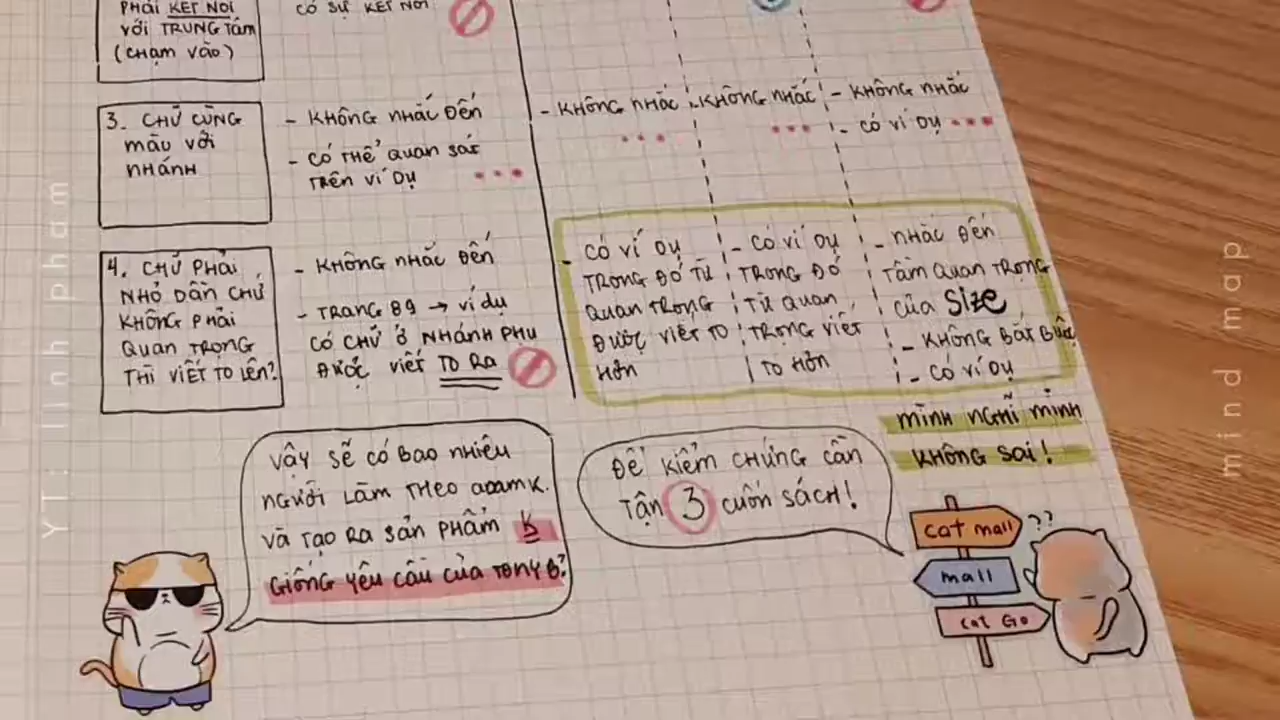 PHẢI KẾT NỐI
VỚI TRUNG TÂM
(CHẠM VÀO)
CÓ SỰ KẾT NỐI
3. CHỮ CÙNG
MÀU VỚI
NHÁNH
- KHÔNG NHẮC ĐẾN
- CÓ THỂ QUAN SÁT
TRÊN VÍ DỤ
- KHÔNG NHẮC
- KHÔNG NHẮC
- KHÔNG NHẮC
- CÓ VÍ DỤ
4. CHỮ PHẢI
NHỎ DẦN CHỨ
KHÔNG PHẢI
QUAN TRỌNG
THÌ VIẾT TO LÊN?
- KHÔNG NHẮC ĐẾN
- TRANG 89 → VÍ DỤ
CÓ CHỮ Ở NHÁNH PHỤ
ĐƯỢC VIẾT TO RA
- CÓ VÍ DỤ
TRONG ĐÓ TỪ
QUAN TRỌNG
ĐƯỢC VIẾT TO
HƠN
- CÓ VÍ DỤ
TRONG ĐÓ
TỪ QUAN
TRỌNG VIẾT
TO HƠN
- NHẮC ĐẾN
TẦM QUAN TRỌNG
CỦA SIZE
- KHÔNG BẮT BUỘC
- CÓ VÍ DỤ
MÌNH NGHĨ MÌNH
KHÔNG SAI!
VẬY SẼ CÓ BAO NHIÊU
NGƯỜI LÀM THEO ADAM K.
VÀ TẠO RA SẢN PHẨM K
GIỐNG YÊU CẦU CỦA TONY B?
ĐỂ KIỂM CHỨNG CẦN
TẬN 3 CUỐN SÁCH!
cat mall
??
mall
cat Go
YT: linh pham
mind map